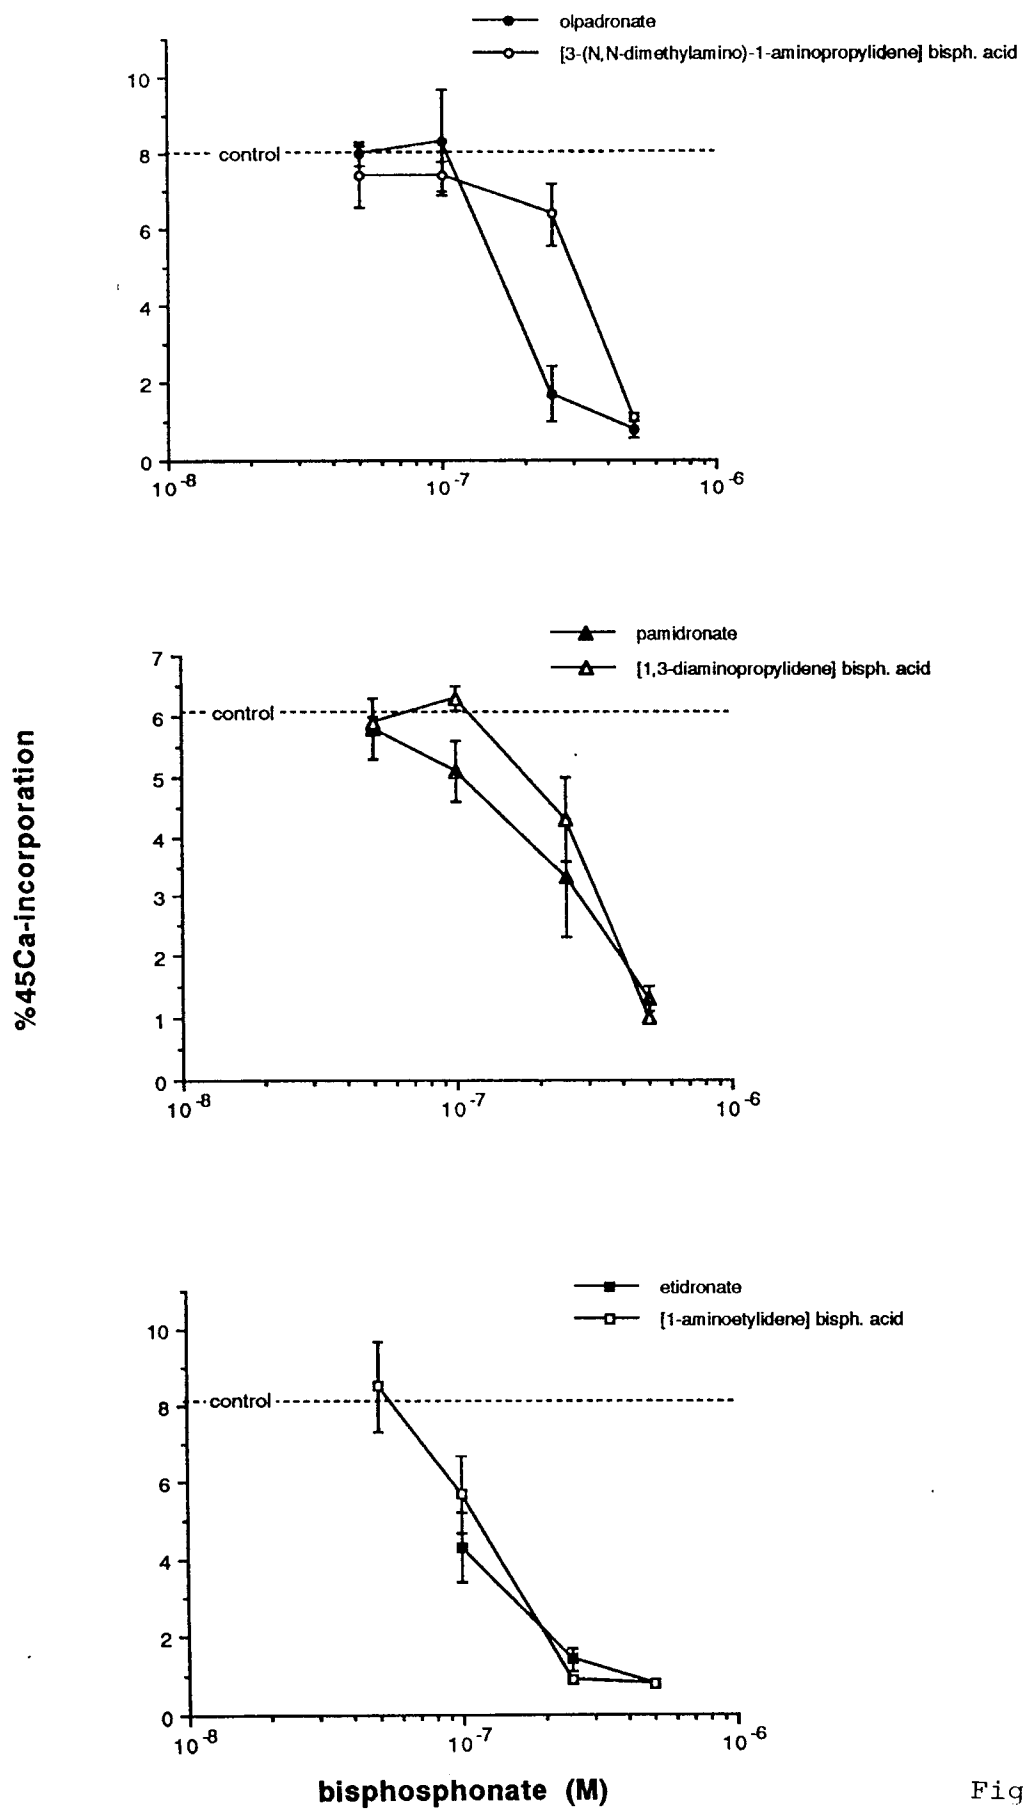 olpadronate
[3-(N,N-dimethylamino)-1-aminopropylidene] bisph. acid
10
8
control
6
4
2
0
10-8
10-7
10-6
pamidronate
[1,3-diaminopropylidene] bisph. acid
7
6
control
5
4
3
2
1
0
10-8
10-7
10-6
%45Ca-incorporation
etidronate
[1-aminoetylidene] bisph. acid
10
8
control
6
4
2
0
10-8
10-7
10-6
bisphosphonate (M)
Fig